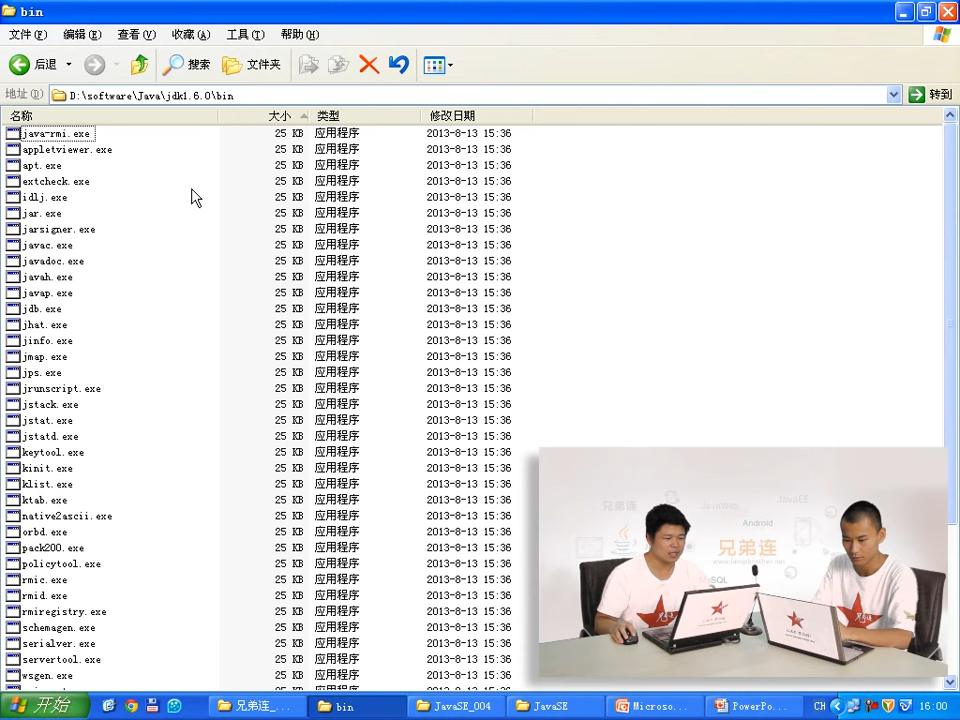 bin
文件(F) 编辑(E) 查看(V) 收藏(A) 工具(T) 帮助(H)
后退 搜索 文件夹
地址(D) D:\software\Java\jdk1.6.0\bin 转到
名称 大小 类型 修改日期
java-rmi.exe 25 KB 应用程序 2013-8-13 15:36
appletviewer.exe 25 KB 应用程序 2013-8-13 15:36
apt.exe 25 KB 应用程序 2013-8-13 15:36
extcheck.exe 25 KB 应用程序 2013-8-13 15:36
idlj.exe 25 KB 应用程序 2013-8-13 15:36
jar.exe 25 KB 应用程序 2013-8-13 15:36
jarsigner.exe 25 KB 应用程序 2013-8-13 15:36
javac.exe 25 KB 应用程序 2013-8-13 15:36
javadoc.exe 25 KB 应用程序 2013-8-13 15:36
javah.exe 25 KB 应用程序 2013-8-13 15:36
javap.exe 25 KB 应用程序 2013-8-13 15:36
jdb.exe 25 KB 应用程序 2013-8-13 15:36
jhat.exe 25 KB 应用程序 2013-8-13 15:36
jinfo.exe 25 KB 应用程序 2013-8-13 15:36
jmap.exe 25 KB 应用程序 2013-8-13 15:36
jps.exe 25 KB 应用程序 2013-8-13 15:36
jrunscript.exe 25 KB 应用程序 2013-8-13 15:36
jstack.exe 25 KB 应用程序 2013-8-13 15:36
jstat.exe 25 KB 应用程序 2013-8-13 15:36
jstatd.exe 25 KB 应用程序 2013-8-13 15:36
keytool.exe 25 KB 应用程序 2013-8-13 15:36
kinit.exe 25 KB 应用程序 2013-8-13 15:36
klist.exe 25 KB 应用程序 2013-8-13 15:36
ktab.exe 25 KB 应用程序 2013-8-13 15:36
native2ascii.exe 25 KB 应用程序 2013-8-13 15:36
orbd.exe 25 KB 应用程序 2013-8-13 15:36
pack200.exe 25 KB 应用程序 2013-8-13 15:36
policytool.exe 25 KB 应用程序 2013-8-13 15:36
rmic.exe 25 KB 应用程序 2013-8-13 15:36
rmid.exe 25 KB 应用程序 2013-8-13 15:36
rmiregistry.exe 25 KB 应用程序 2013-8-13 15:36
schemagen.exe 25 KB 应用程序 2013-8-13 15:36
serialver.exe 25 KB 应用程序 2013-8-13 15:36
servertool.exe 25 KB 应用程序 2013-8-13 15:36
wsgen.exe 25 KB 应用程序 2013-8-13 15:36
JavaEE
兄弟连 JavaWeb
Android
兄弟连
www.lampbrother.net
MySQL
开始 兄弟连_... bin JavaSE_004 JavaSE Microso... PowerPo... CH 16:00